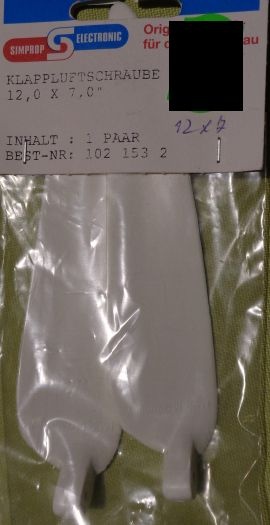 SIMPROP ELECTRONIC
Orig
für d au
KLAPPLUFTSCHRAUBE
12,0 X 7,0"
12 x 7
INHALT : 1 PAAR
BEST-NR: 102 153 2